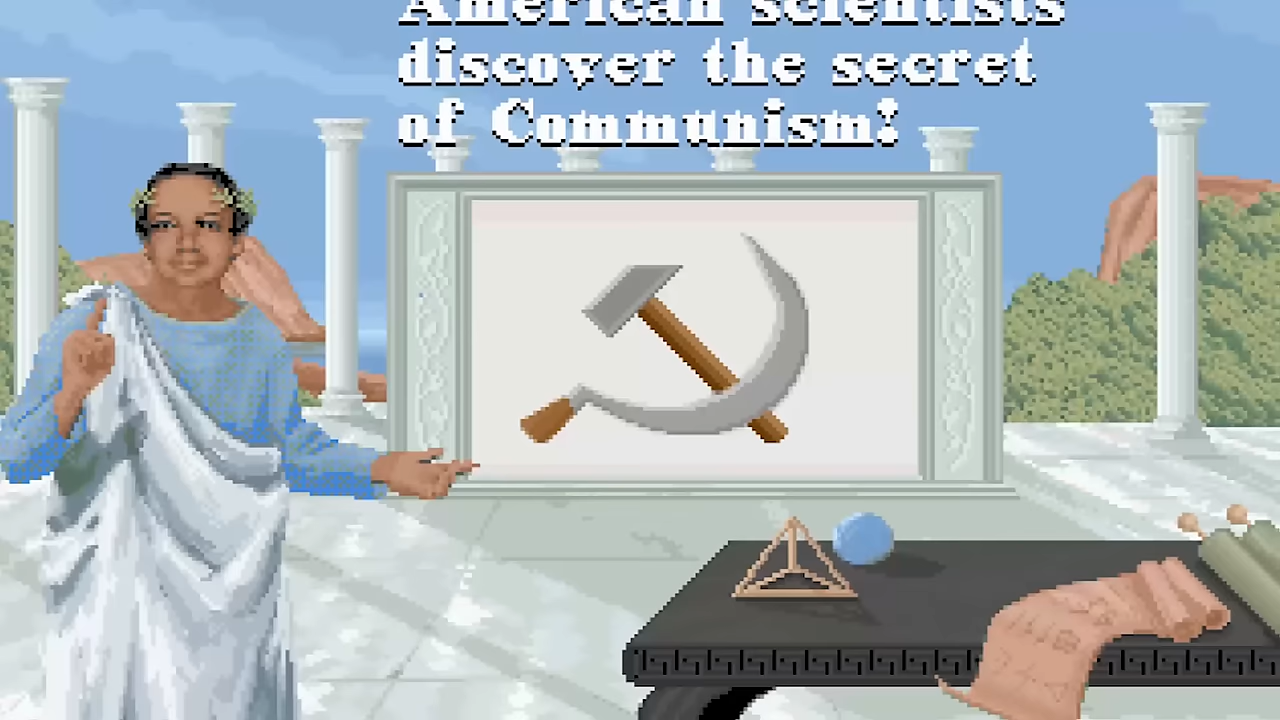 American scientists
discover the secret
of Communism!